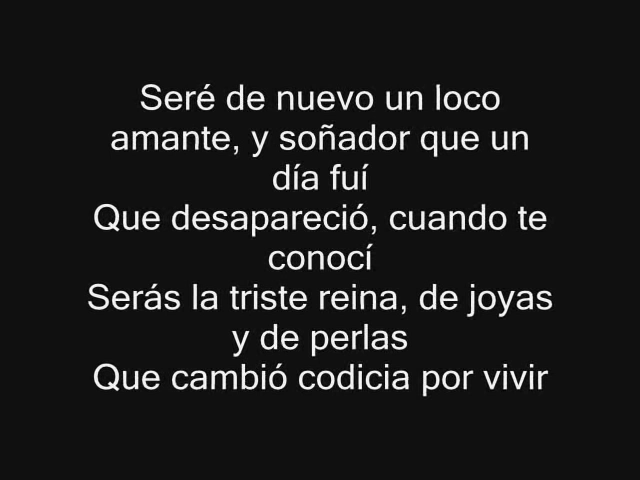 Seré de nuevo un loco
amante, y soñador que un
día fuí
Que desapareció, cuando te
conocí
Serás la triste reina, de joyas
y de perlas
Que cambió codicia por vivir